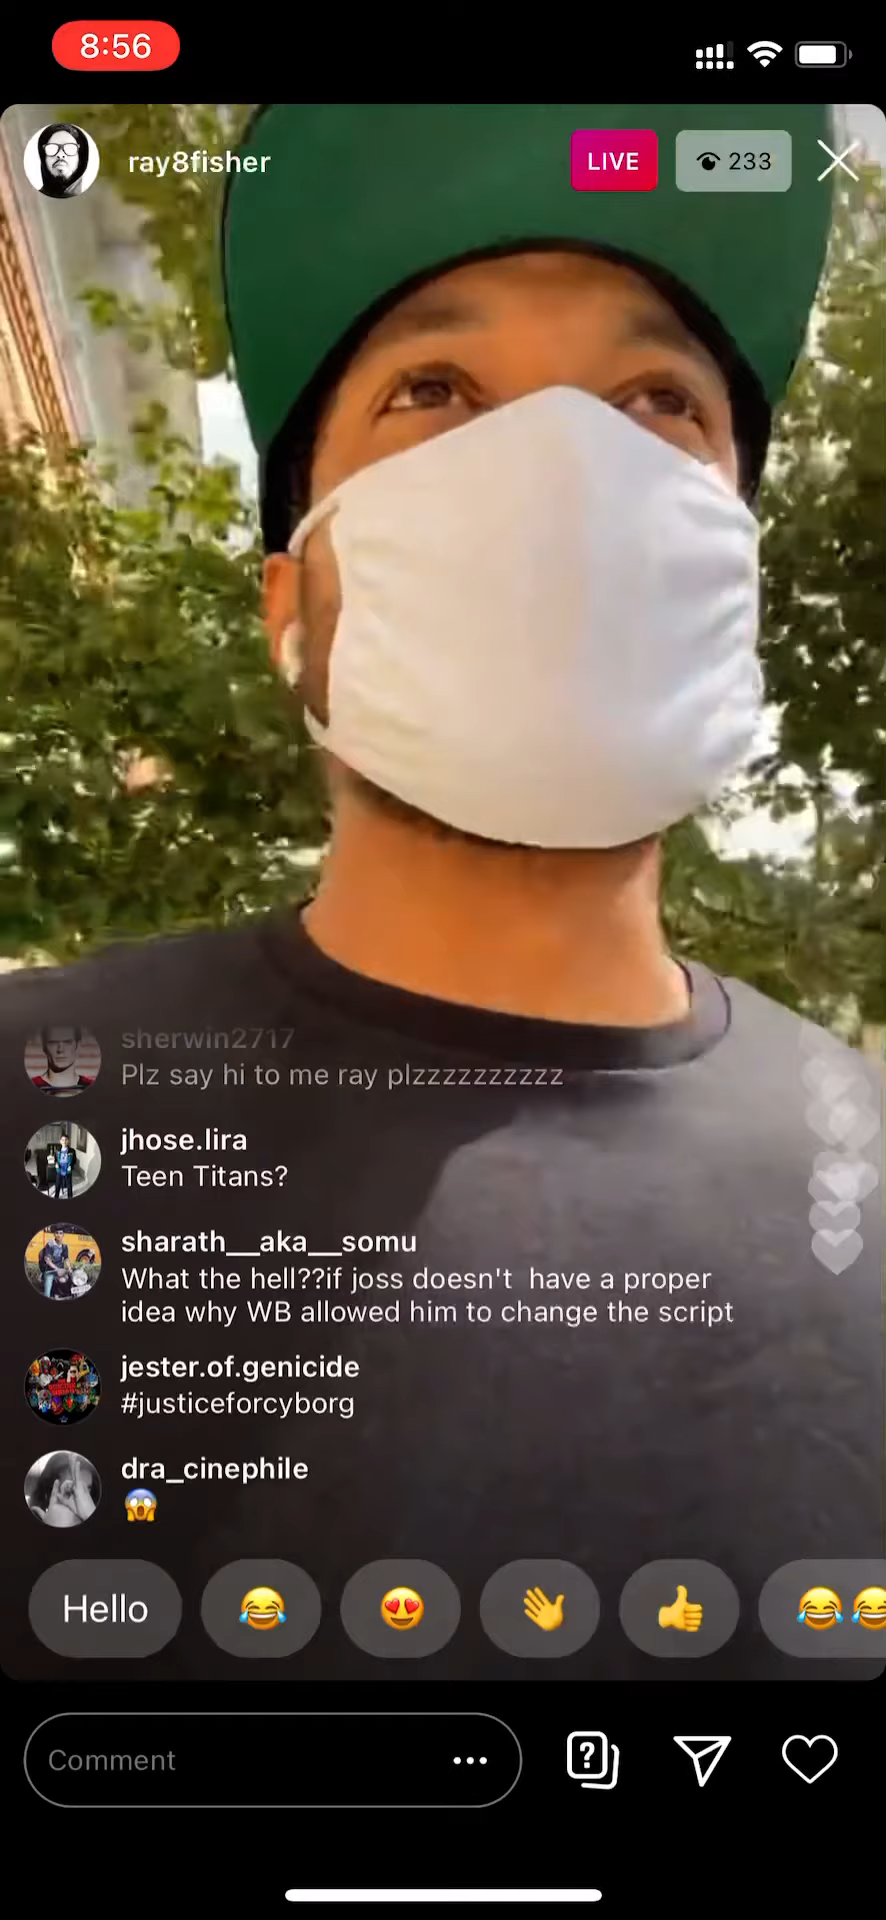 8:56
ray8fisher
LIVE
233
sherwin2717
Plz say hi to me ray plzzzzzzzzzz
jhose.lira
Teen Titans?
sharath__aka__somu
What the hell??if joss doesn't have a proper
idea why WB allowed him to change the script
jester.of.genicide
#justiceforcyborg
dra_cinephile
😱
Hello 😂 😍 👋 👍 😂😂
Comment